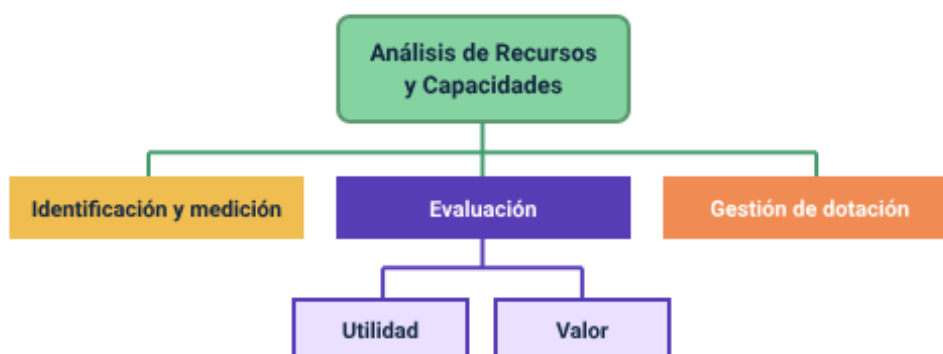 Análisis de Recursos
y Capacidades
Identificación y medición
Evaluación
Gestión de dotación
Utilidad
Valor